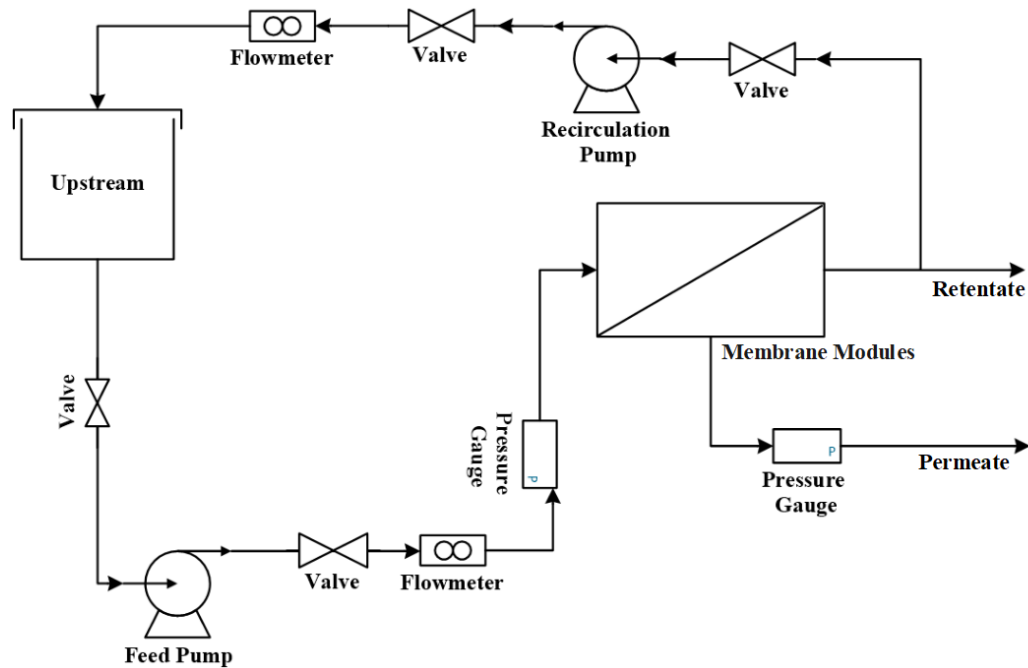 Flowmeter
Valve
Valve
Recirculation
Pump
Upstream
Retentate
Membrane Modules
Valve
Pressure
Gauge
P
P
Permeate
Pressure
Gauge
Valve
Flowmeter
Feed Pump